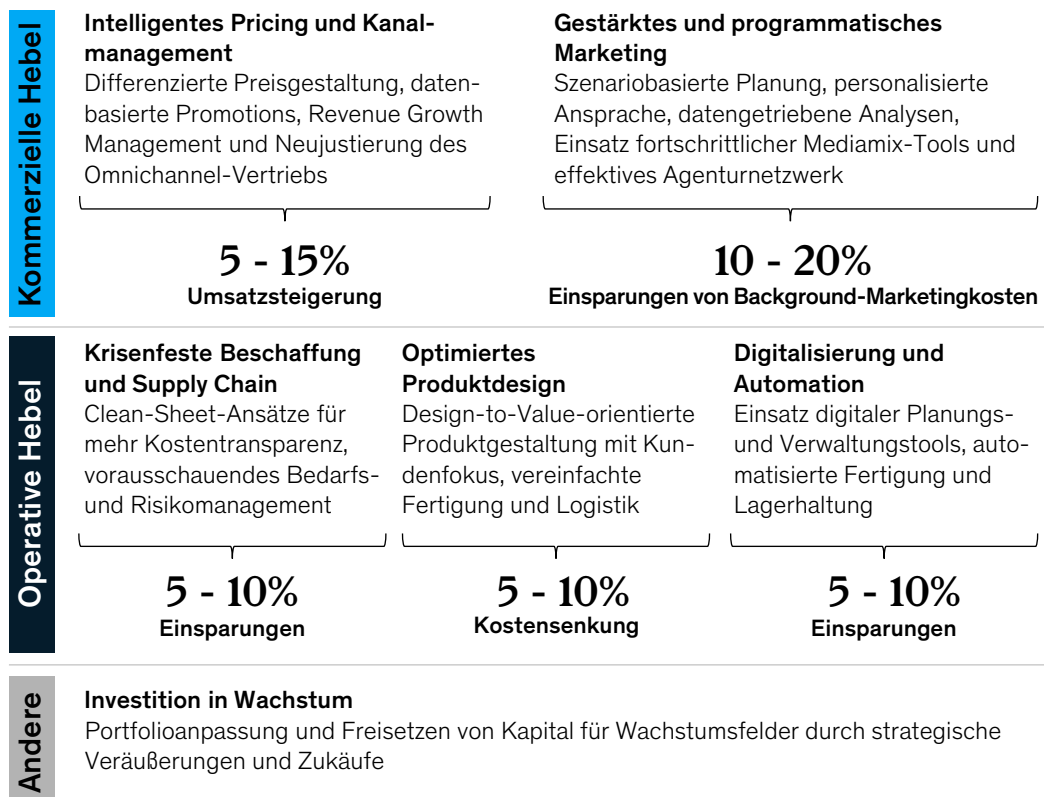 Kommerzielle Hebel
Intelligentes Pricing und Kanal-
management
Differenzierte Preisgestaltung, daten-
basierte Promotions, Revenue Growth
Management und Neujustierung des
Omnichannel-Vertriebs
5 - 15%
Umsatzsteigerung
Gestärktes und programmatisches
Marketing
Szenariobasierte Planung, personalisierte
Ansprache, datengetriebene Analysen,
Einsatz fortschrittlicher Mediamix-Tools und
effektives Agenturnetzwerk
10 - 20%
Einsparungen von Background-Marketingkosten
Operative Hebel
Krisenfeste Beschaffung
und Supply Chain
Clean-Sheet-Ansätze für
mehr Kostentransparenz,
vorausschauendes Bedarfs-
und Risikomanagement
5 - 10%
Einsparungen
Optimiertes
Produktdesign
Design-to-Value-orientierte
Produktgestaltung mit Kun-
denfokus, vereinfachte
Fertigung und Logistik
5 - 10%
Kostensenkung
Digitalisierung und
Automation
Einsatz digitaler Planungs-
und Verwaltungstools, auto-
matisierte Fertigung und
Lagerhaltung
5 - 10%
Einsparungen
Andere
Investition in Wachstum
Portfolioanpassung und Freisetzen von Kapital für Wachstumsfelder durch strategische
Veräußerungen und Zukäufe